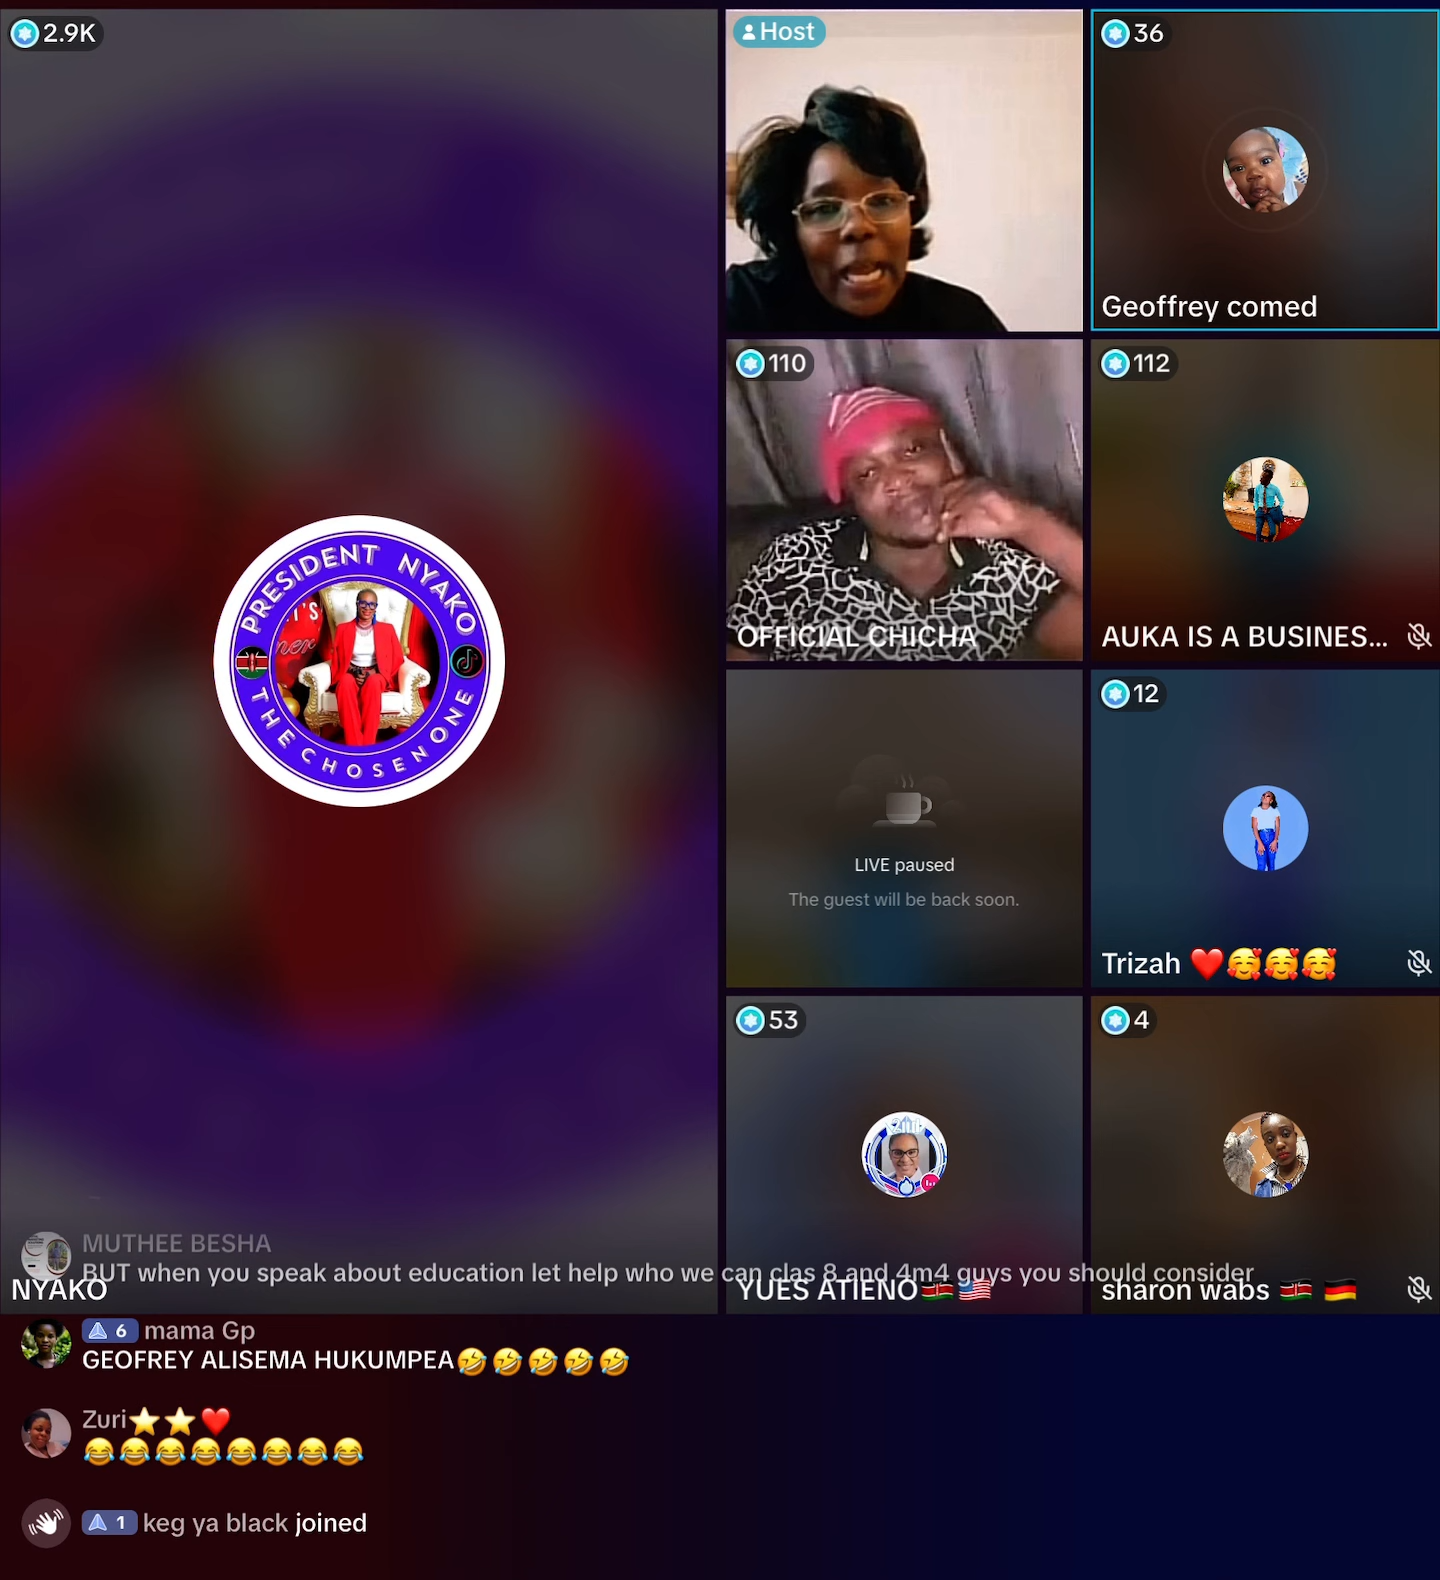 2.9K
PRESIDENT NYAKO
THE CHOSEN ONE
Host
36
Geoffrey comed
110
OFFICIAL CHICHA
112
AUKA IS A BUSINES...
LIVE paused
The guest will be back soon.
12
Trizah ❤️🥰🥰🥰
53
YUES ATIENO🇰🇪🇺🇸
4
sharon wabs 🇰🇪 🇩🇪
MUTHEE BESHA
BUT when you speak about education let help who we can clas 8 and 4m4 guys you should consider
NYAKO
6 mama Gp
GEOFREY ALISEMA HUKUMPEA🤣🤣🤣🤣🤣
Zuri⭐⭐❤️
😂😂😂😂😂😂😂😂
1 keg ya black joined